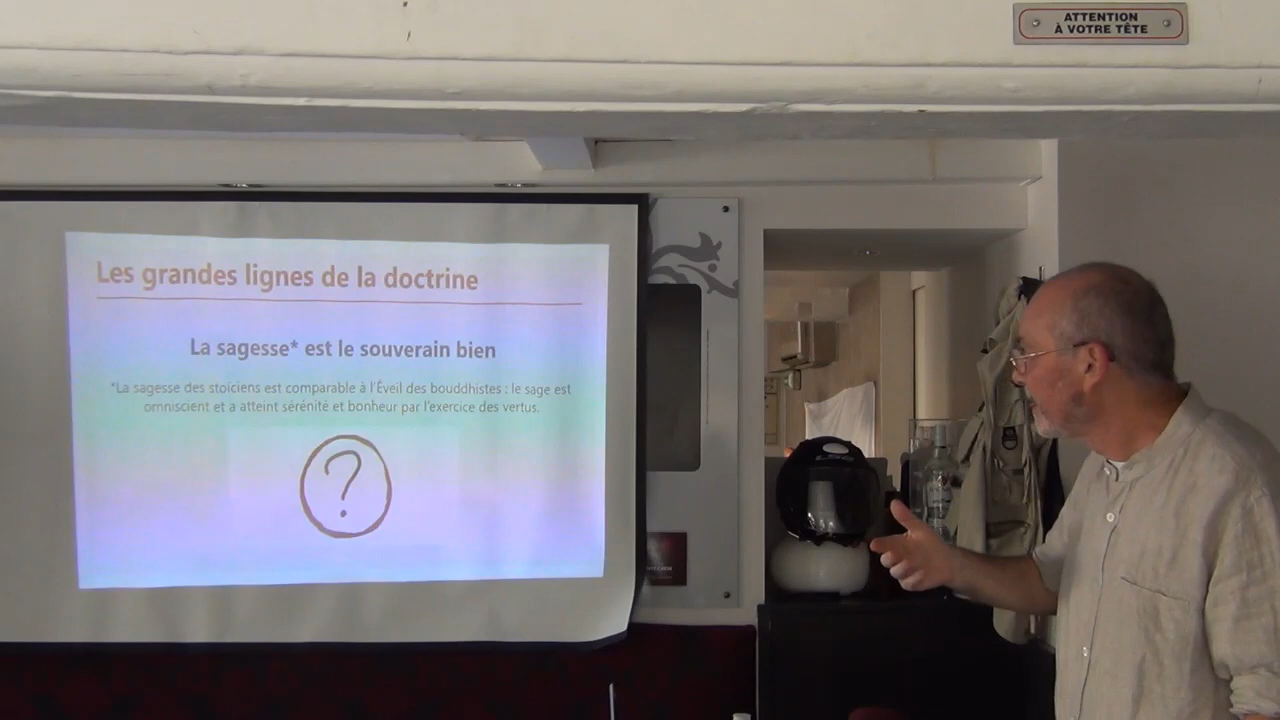 ATTENTION
À VOTRE TÊTE
Les grandes lignes de la doctrine
La sagesse* est le souverain bien
*La sagesse des stoïciens est comparable à l'Éveil des bouddhistes : le sage est
omniscient et a atteint sérénité et bonheur par l'exercice des vertus.
?